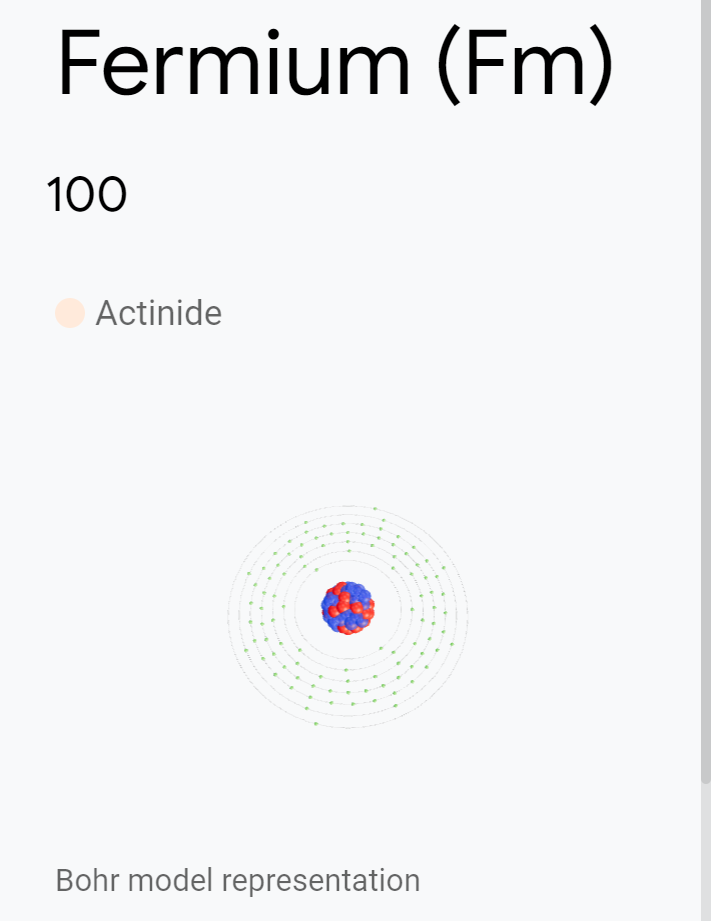 Fermium (Fm)
100
Actinide
Bohr model representation